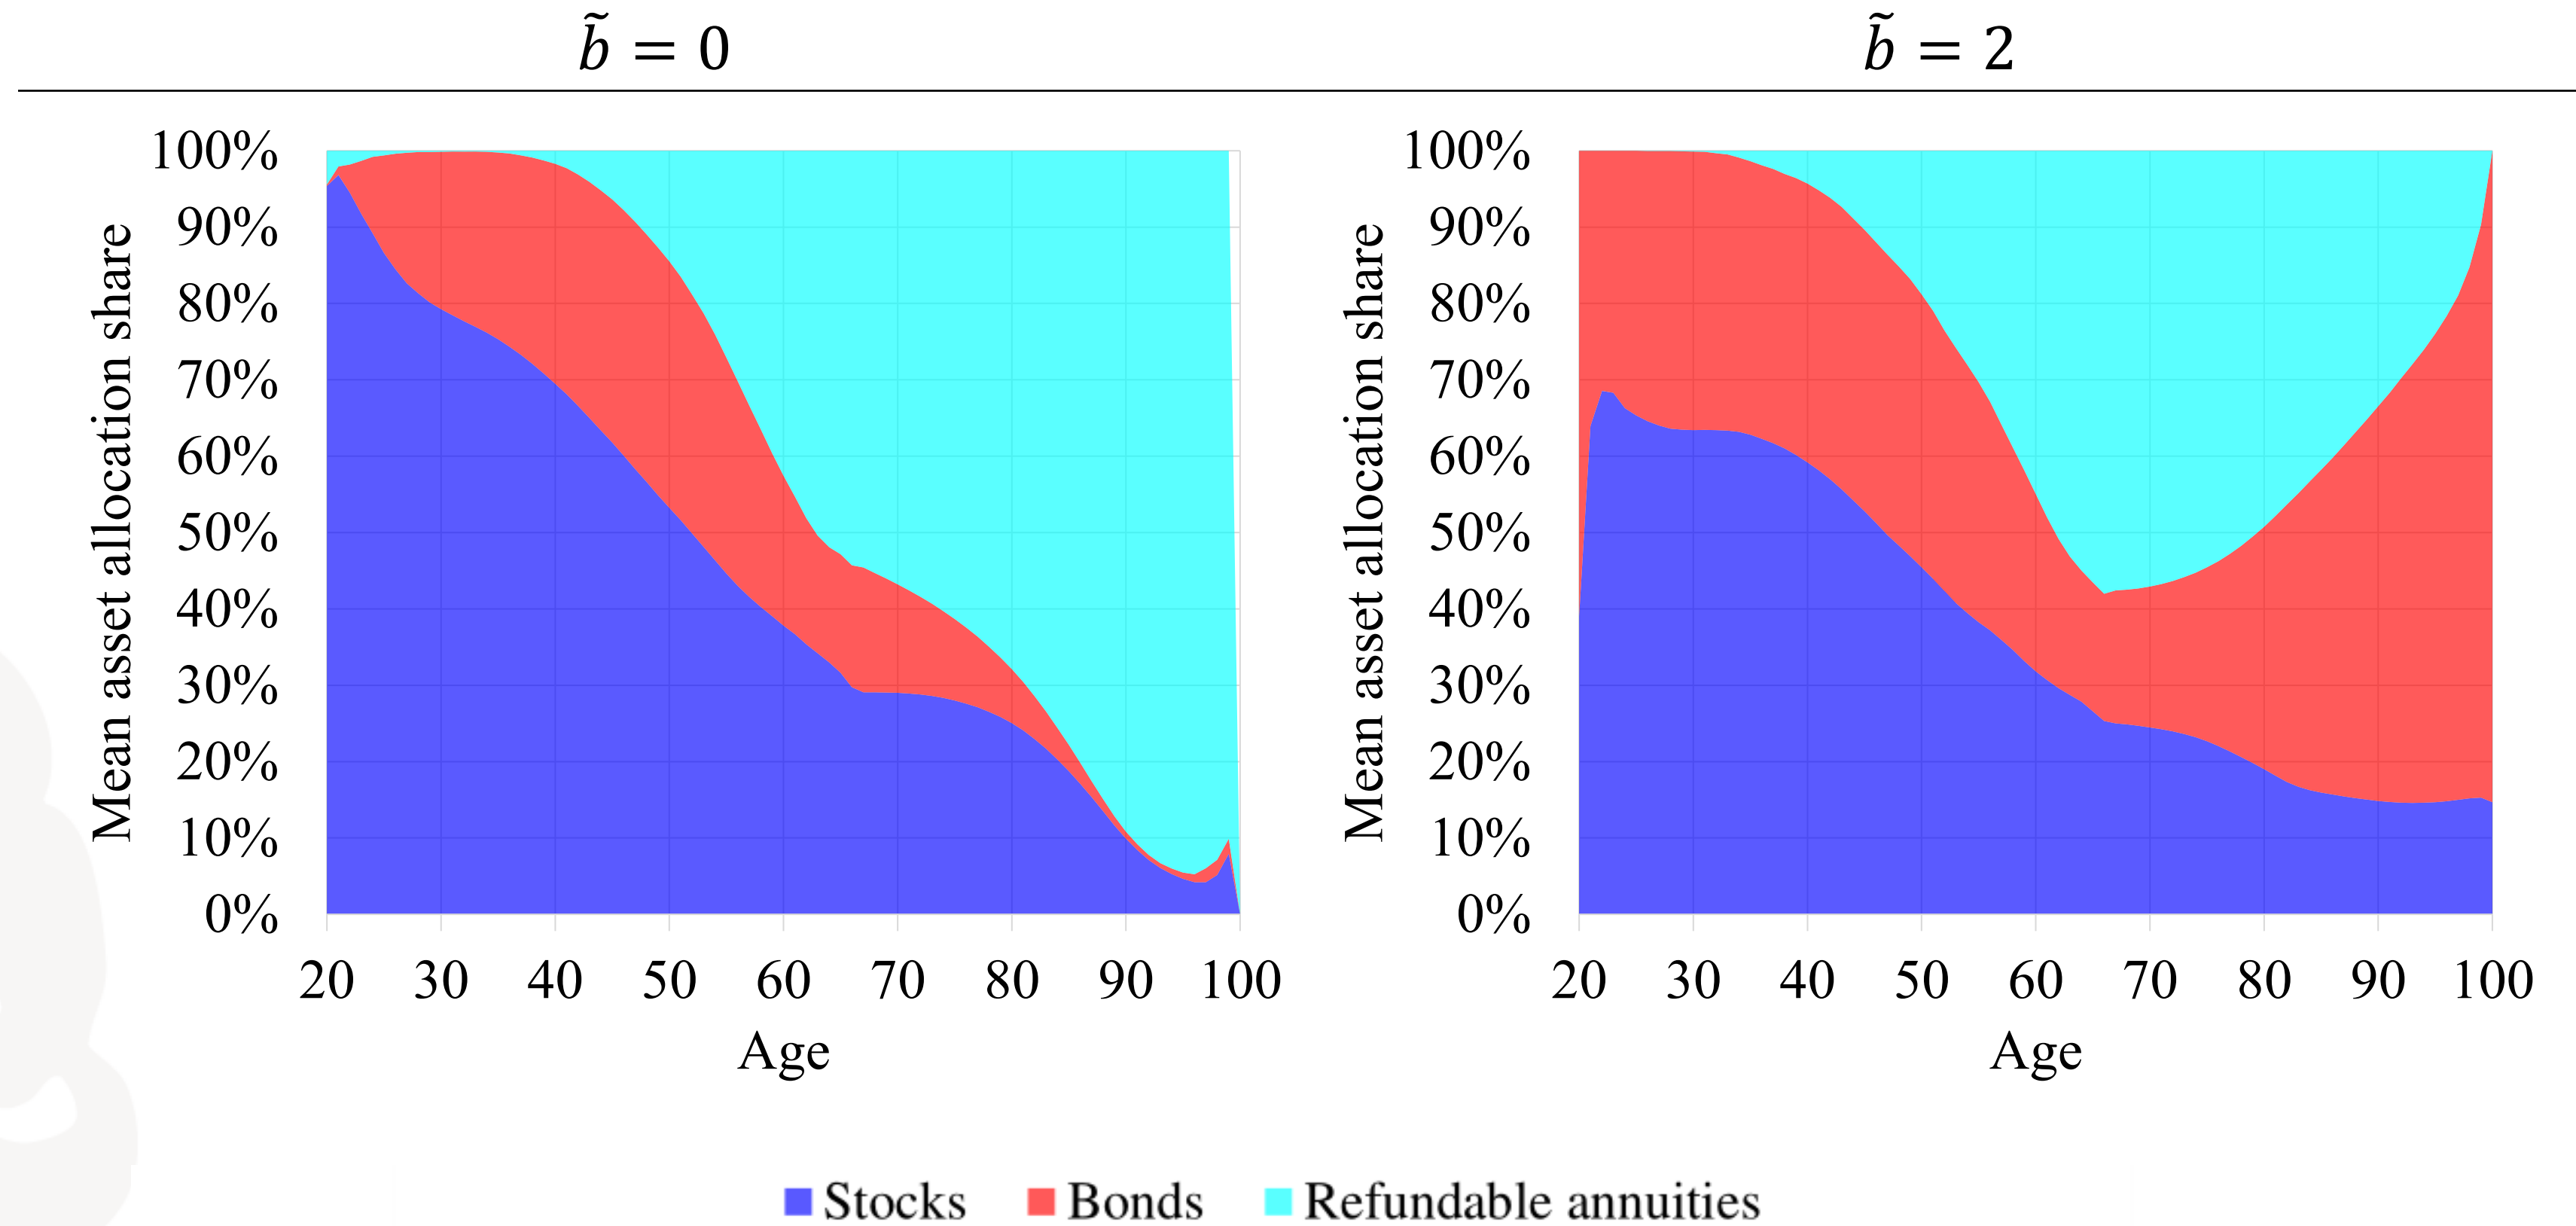 b̃ = 0
b̃ = 2
Mean asset allocation share
100%
90%
80%
70%
60%
50%
40%
30%
20%
10%
0%
20 30 40 50 60 70 80 90 100
Age
Mean asset allocation share
100%
90%
80%
70%
60%
50%
40%
30%
20%
10%
0%
20 30 40 50 60 70 80 90 100
Age
Stocks Bonds Refundable annuities